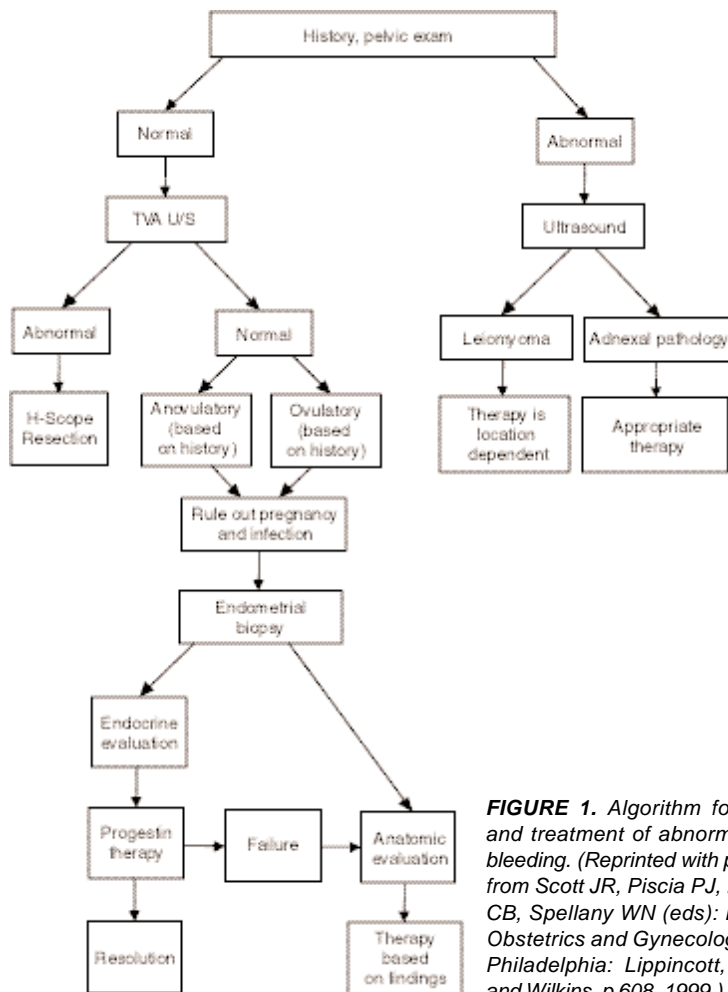 History, pelvic exam
Normal
Abnormal
TVA U/S
Ultrasound
Abnormal
Normal
Leiomyoma
Adnexal pathology
H-Scope
Resection
Anovulatory
(based
on history)
Ovulatory
(based
on history)
Therapy is
location
dependent
Appropriate
therapy
Rule out pregnancy
and infection
Endometrial
biopsy
Endocrine
evaluation
Progestin
therapy
Failure
Anatomic
evaluation
Resolution
Therapy
based
on findings
FIGURE 1. Algorithm fo
and treatment of abnorm
bleeding. (Reprinted with p
from Scott JR, Piscia PJ,
CB, Spellany WN (eds):
Obstetrics and Gynecolog
Philadelphia: Lippincott,
and Wilkins, p 608, 1999.)